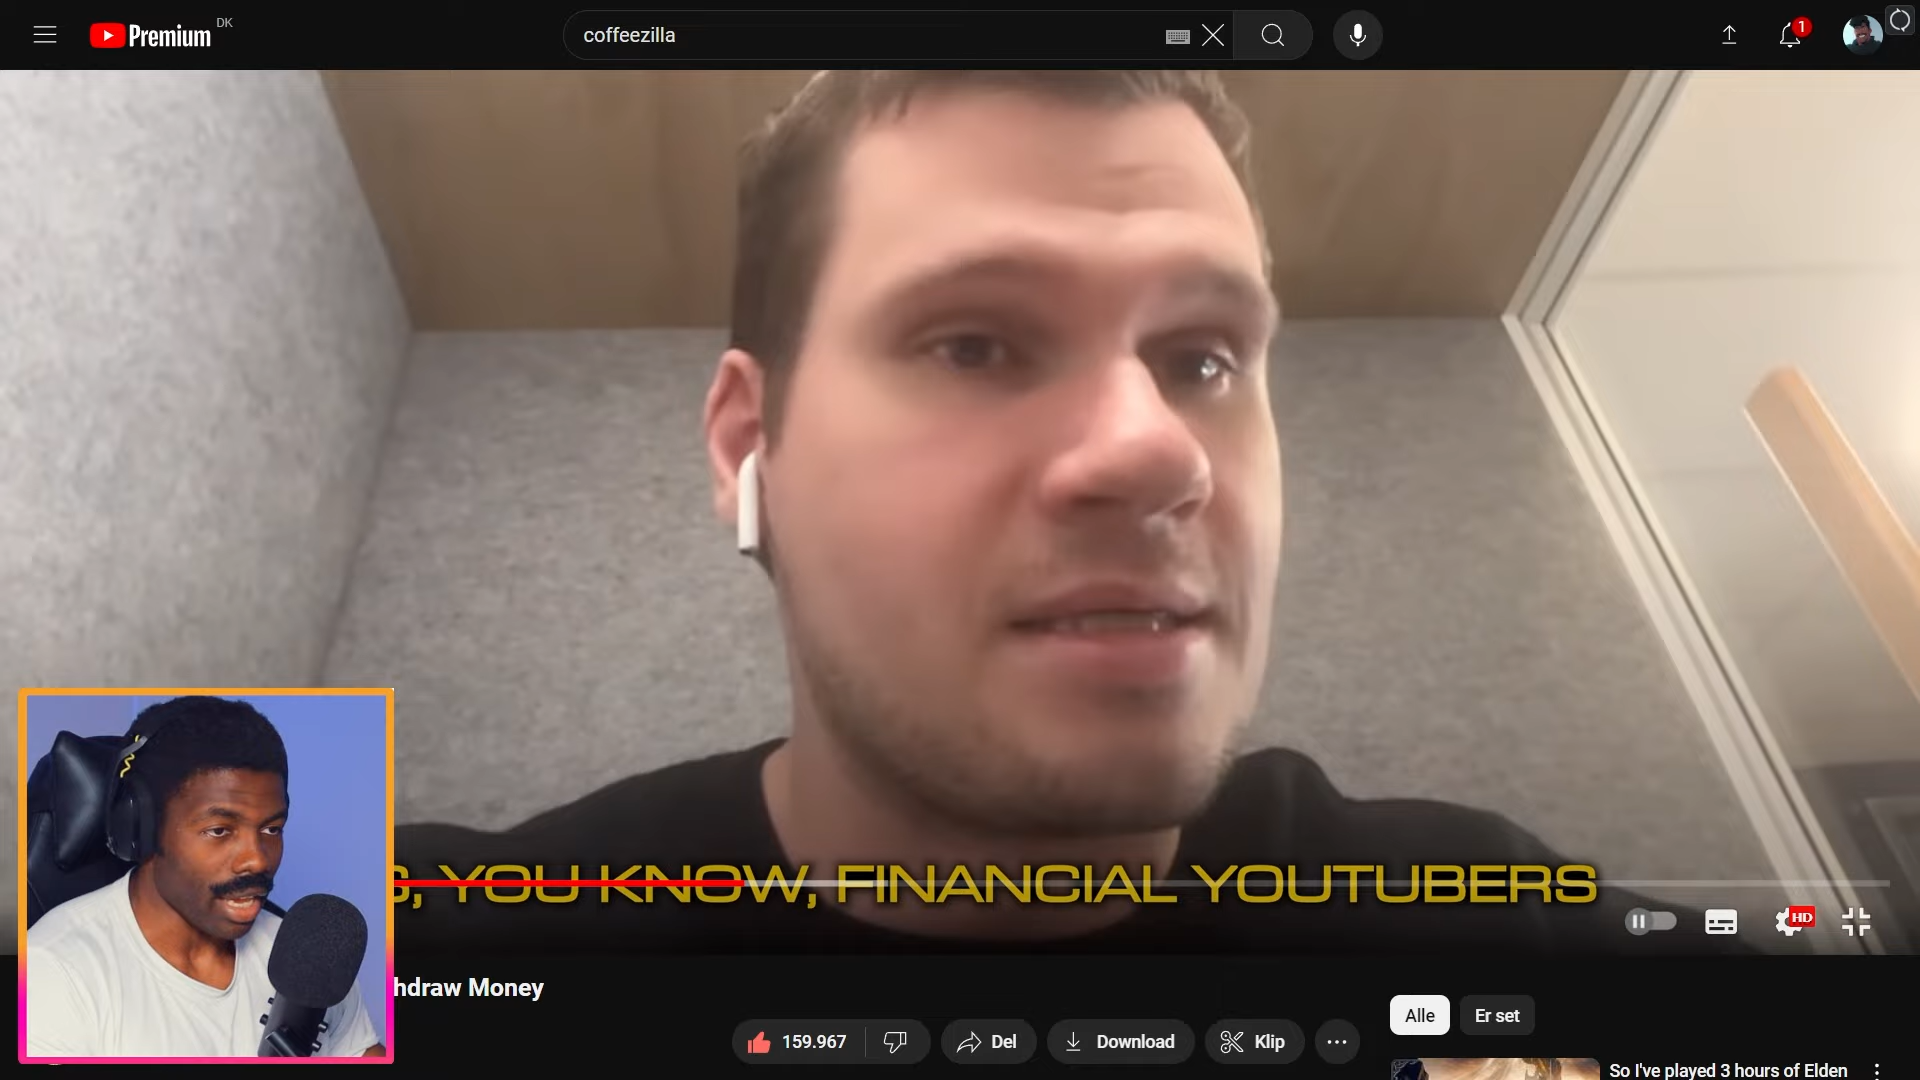 Premium DK
coffeezilla
1
, YOU KNOW, FINANCIAL YOUTUBERS
HD
hdraw Money
159.967
Del
Download
Klip
Alle
Er set
So I've played 3 hours of Elden